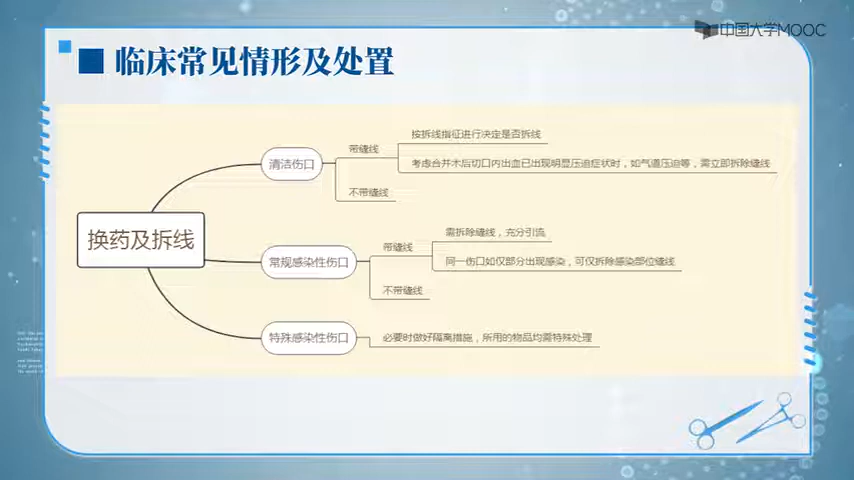 中国大学MOOC
临床常见情形及处置
换药及拆线
清洁伤口
带缝线
按拆线指征进行决定是否拆线
考虑合并术后切口内出血已出现明显压迫症状时，如气道压迫等，需立即拆除缝线
不带缝线
常规感染性伤口
带缝线
需拆除缝线，充分引流
同一伤口如仅部分出现感染，可仅拆除感染部位缝线
不带缝线
特殊感染性伤口
必要时做好隔离措施，所用的物品均需特殊处理